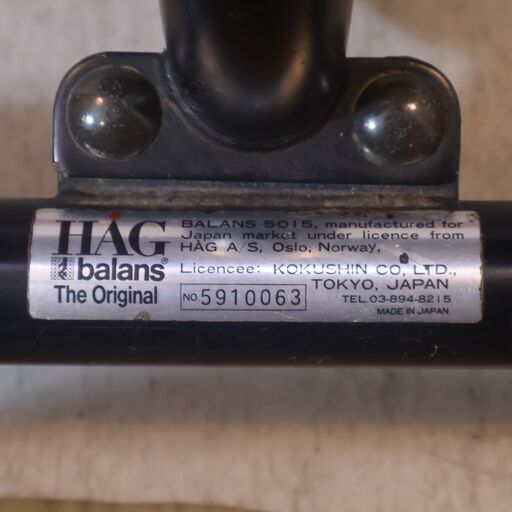 HÅG
balans®
The Original
BALANS 5015, manufactured for
Japan market under licence from
HÅG A/S, Oslo, Norway,
Licencee: KOKUSHIN CO, LTD.,
TOKYO, JAPAN
NO. 5910063
TEL.03-894-8215
MADE IN JAPAN